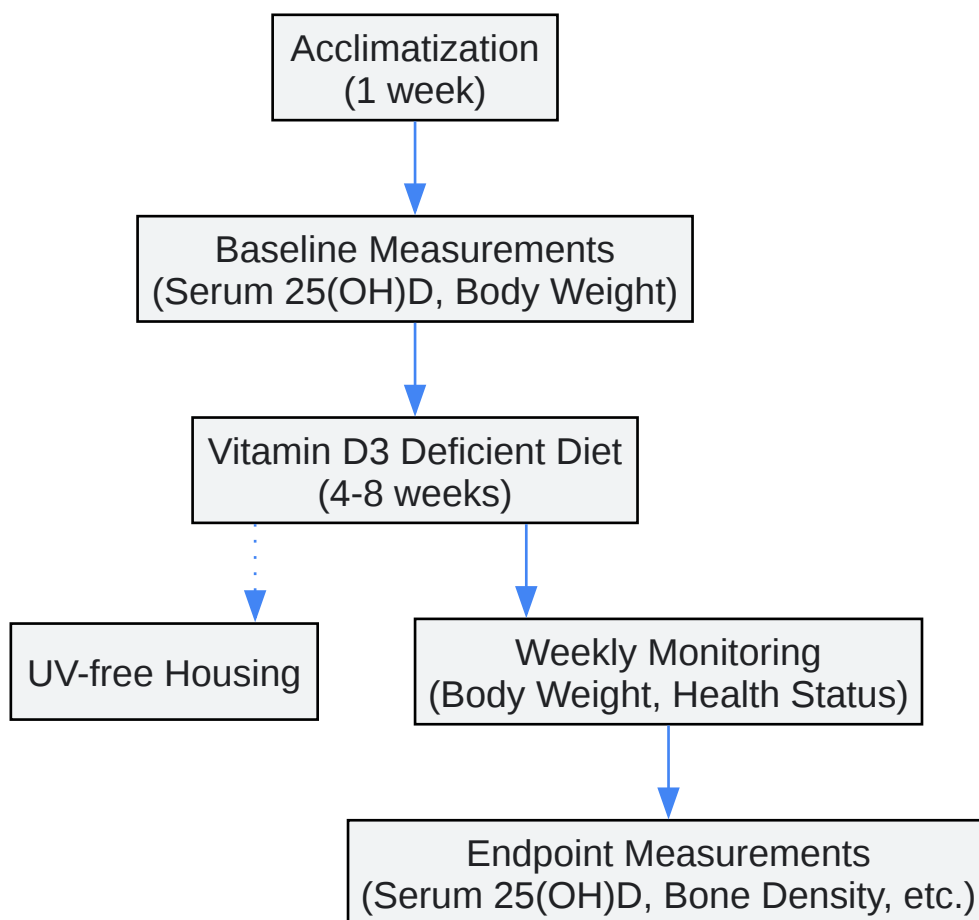 Acclimatization
(1 week)
Baseline Measurements
(Serum 25(OH)D, Body Weight)
Vitamin D3 Deficient Diet
(4-8 weeks)
UV-free Housing
Weekly Monitoring
(Body Weight, Health Status)
Endpoint Measurements
(Serum 25(OH)D, Bone Density, etc.)